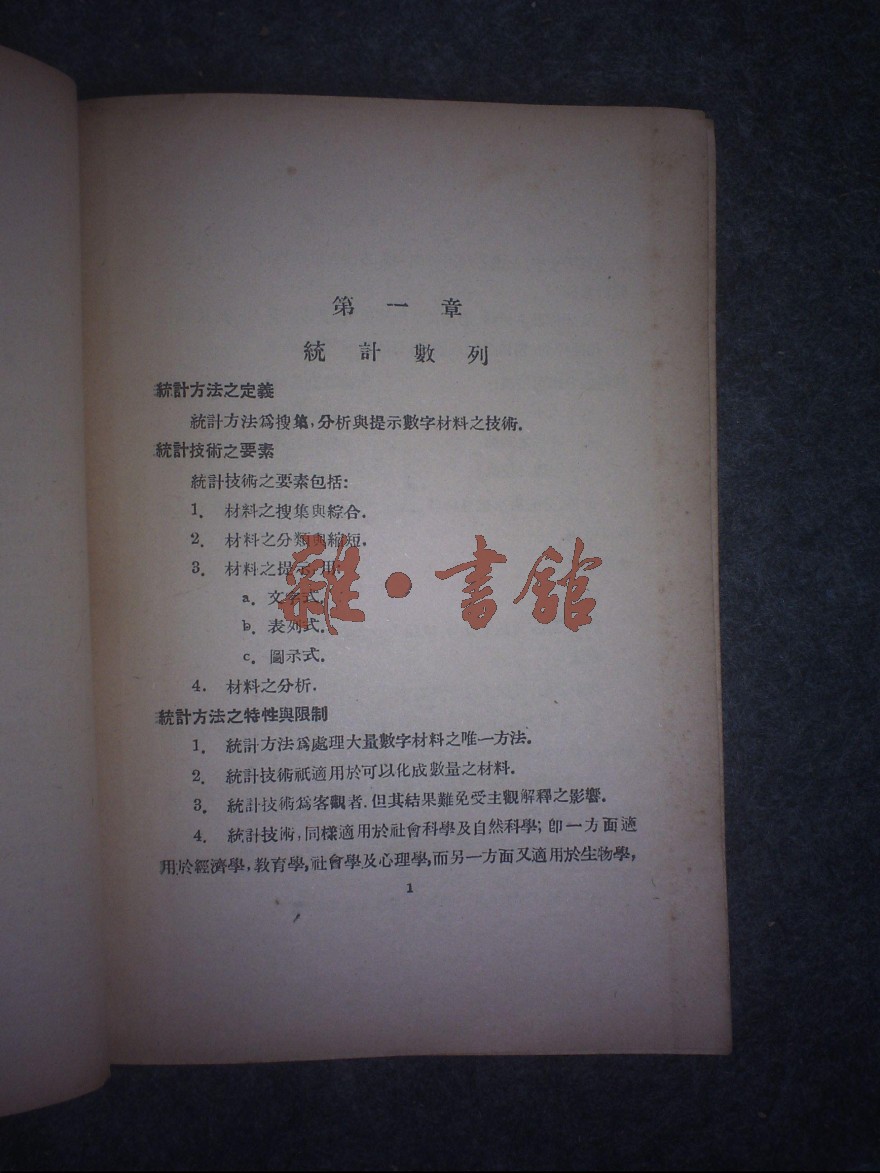 第一章
統計數列
統計方法之定義
統計方法爲搜集,分析與提示數字材料之技術.
統計技術之要素
統計技術之要素包括:
1. 材料之搜集與綜合.
2. 材料之分類與縮短.
3. 材料之提示,用:
a. 文字式.
b. 表列式.
c. 圖示式.
4. 材料之分析.
雜·書館
統計方法之特性與限制
1. 統計方法爲處理大量數字材料之唯一方法.
2. 統計技術祇適用於可以化成數量之材料.
3. 統計技術爲客觀者.但其結果難免受主觀解釋之影響.
4. 統計技術,同樣適用於社會科學及自然科學;卽一方面適
用於經濟學,教育學,社會學及心理學,而另一方面又適用於生物學,
1